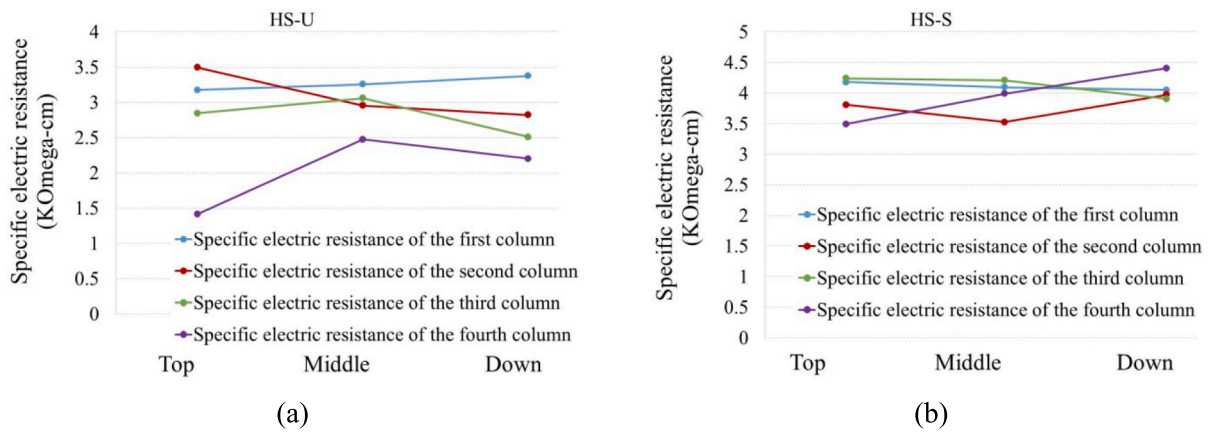 HS-U
Specific electric resistance
(KOmega-cm)
4
3.5
3
2.5
2
1.5
1
0.5
0
Specific electric resistance of the first column
Specific electric resistance of the second column
Specific electric resistance of the third column
Specific electric resistance of the fourth column
Top Middle Down
(a)
HS-S
Specific electric resistance
(KOmega-cm)
5
4.5
4
3.5
3
2.5
2
1.5
1
0.5
0
Specific electric resistance of the first column
Specific electric resistance of the second column
Specific electric resistance of the third column
Specific electric resistance of the fourth column
Top Middle Down
(b)